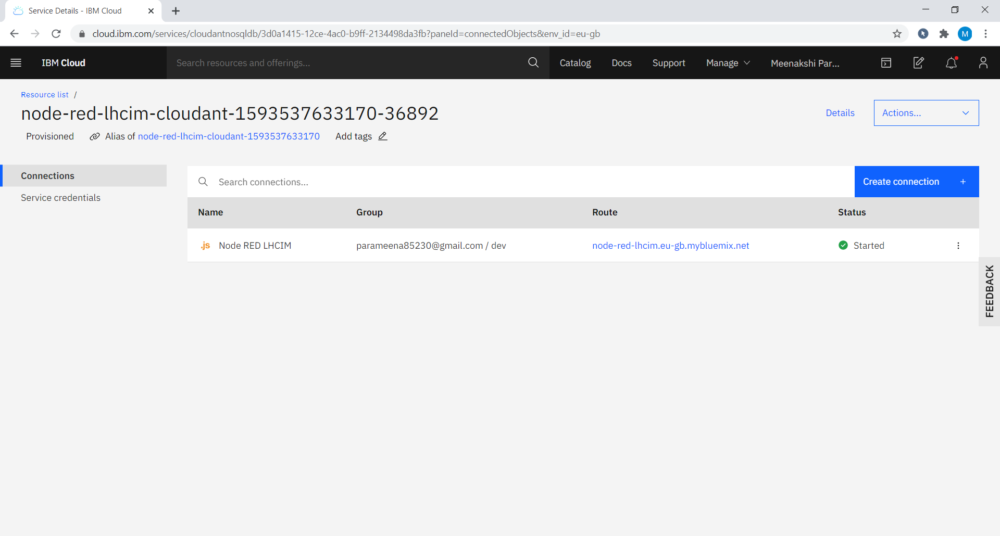 Service Details - IBM Cloud
cloud.ibm.com/services/cloudantnosqldb/3d0a1415-12ce-4ac0-b9ff-2134498da3fb?paneId=connectedObjects&env_id=eu-gb
M
IBM Cloud
Search resources and offerings...
Catalog
Docs
Support
Manage
Meenakshi Par...
Resource list /
node-red-lhcim-cloudant-1593537633170-36892
Details
Actions...
Provisioned
Alias of node-red-lhcim-cloudant-1593537633170
Add tags
Connections
Service credentials
Search connections...
Create connection +
Name Group Route Status
.js Node RED LHCIM parameena85230@gmail.com / dev node-red-lhcim.eu-gb.mybluemix.net Started
FEEDBACK